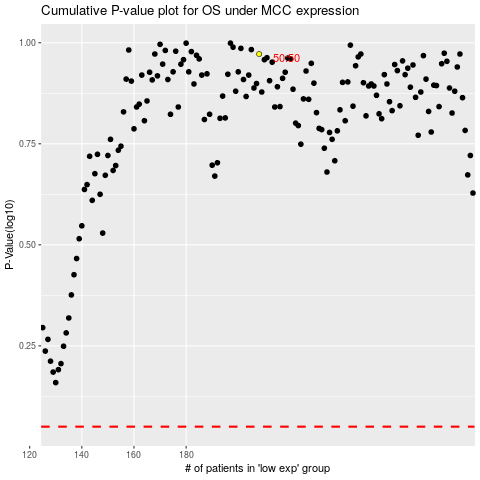 Cumulative P-value plot for OS under MCC expression
1.00
50:50
0.75
P-Value(log10)
0.50
0.25
120 140 160 180
# of patients in 'low exp' group